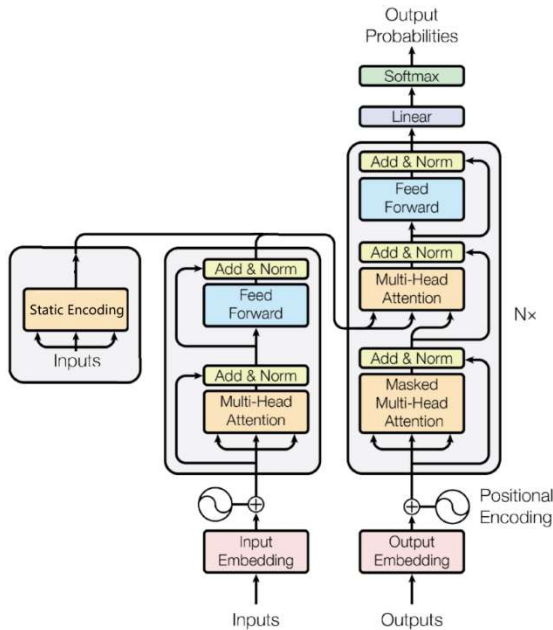 Output
Probabilities
Softmax
Linear
Add & Norm
Feed
Forward
Add & Norm
Multi-Head
Attention
N×
Add & Norm
Masked
Multi-Head
Attention
Positional
Encoding
Output
Embedding
Outputs
Add & Norm
Feed
Forward
Add & Norm
Multi-Head
Attention
Input
Embedding
Inputs
Static Encoding
Inputs